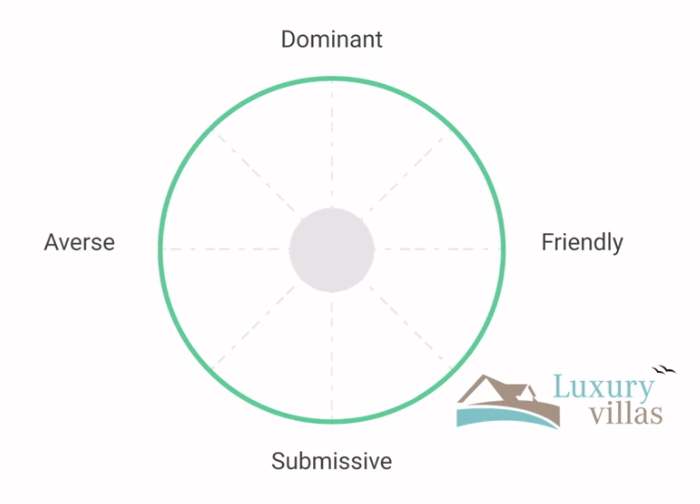 Dominant
Averse
Friendly
Luxury
villas
Submissive